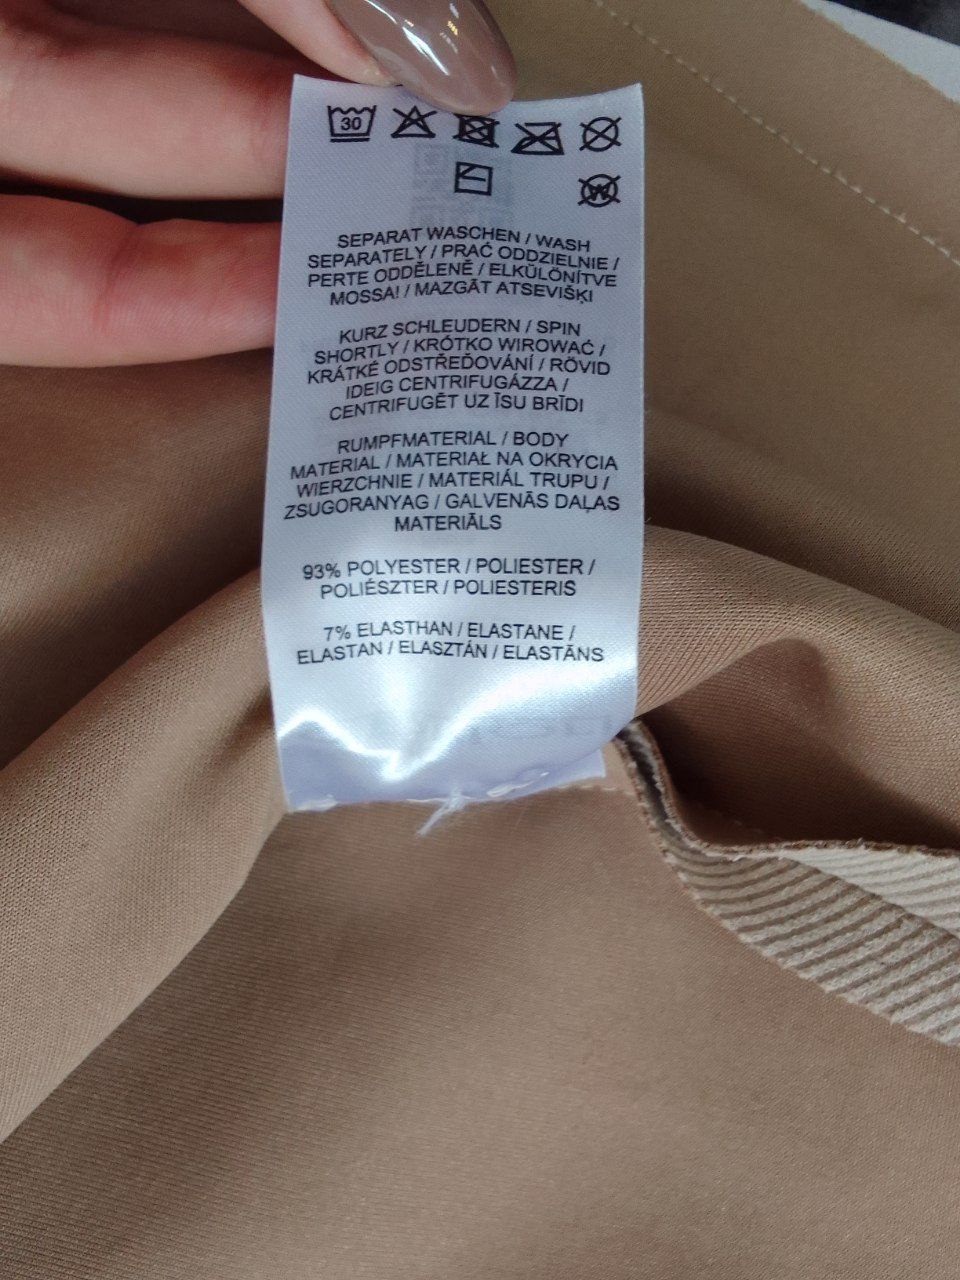 30
W
SEPARAT WASCHEN / WASH
SEPARATELY / PRAĆ ODDZIELNIE /
PERTE ODDĚLENĚ / ELKÜLÖNÍTVE
MOSSA! / MAZGĀT ATSEVIŠĶI
KURZ SCHLEUDERN / SPIN
SHORTLY / KRÓTKO WIROWAĆ /
KRÁTKÉ ODSTŘEĎOVÁNÍ / RÖVID
IDEIG CENTRIFUGÁZZA /
CENTRIFUGĒT UZ ĪSU BRĪDI
RUMPFMATERIAL / BODY
MATERIAL / MATERIAŁ NA OKRYCIA
WIERZCHNIE / MATERIÁL TRUPU /
ZSUGORANYAG / GALVENĀS DAĻAS
MATERIĀLS
93% POLYESTER / POLIESTER /
POLIÉSZTER / POLIESTERIS
7% ELASTHAN / ELASTANE /
ELASTAN / ELASZTÁN / ELASTĀNS